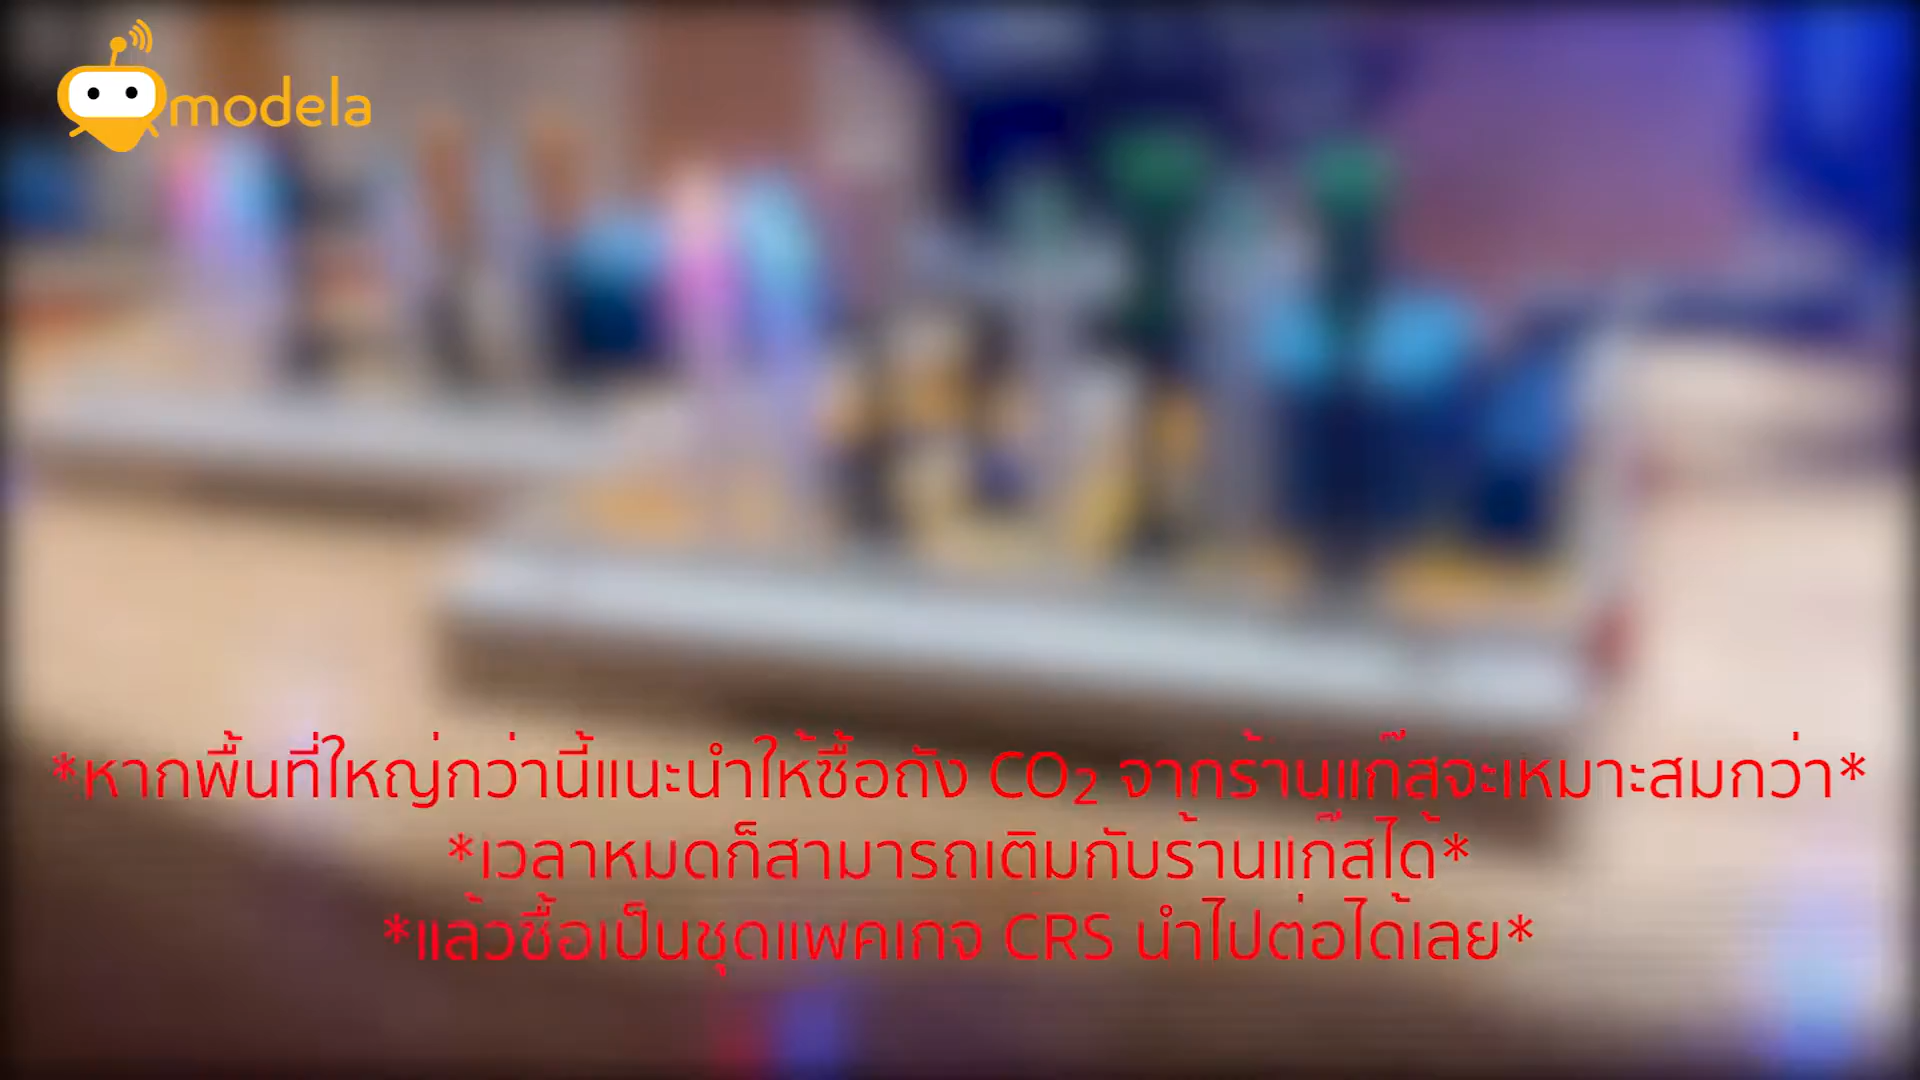 modela
*หากพื้นที่ใหญ่กว่านี้แนะนำให้ซื้อถัง CO₂ จากร้านแก๊สจะเหมาะสมกว่า*
*เวลาหมดก็สามารถเติมกับร้านแก๊สได้*
*แล้วซื้อเป็นชุดแพคเกจ CRS นำไปต่อได้เลย*